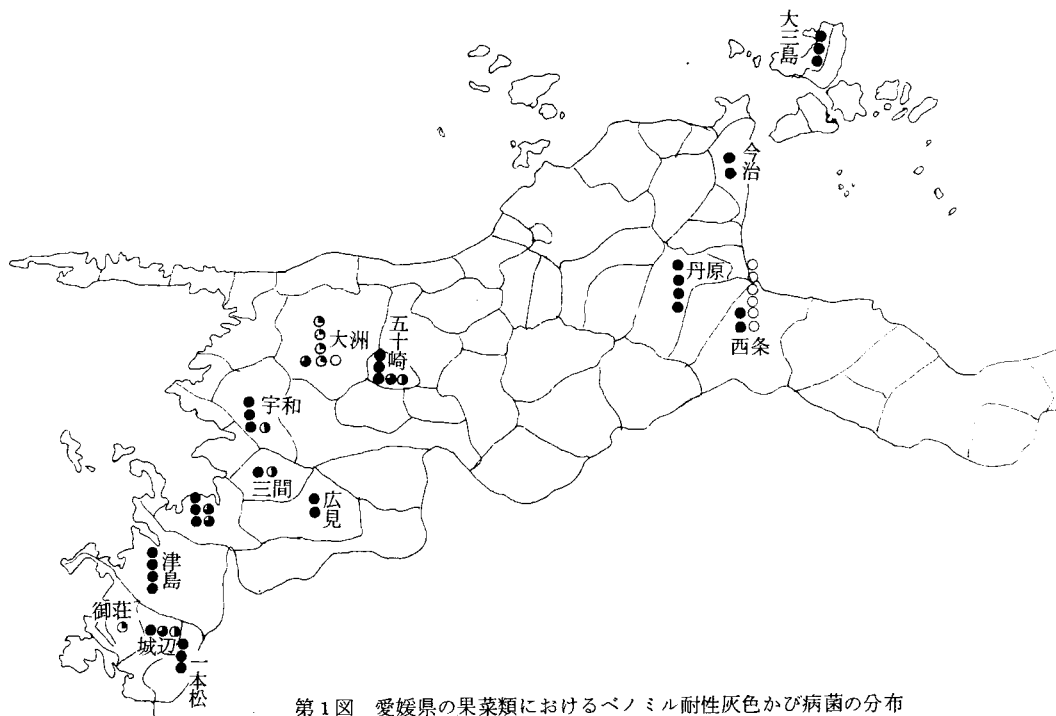 大三島
今治
丹原
西条
大洲
五十崎
宇和
三間
広見
津島
御荘
城辺
一本松
第1図 愛媛県の果菜類におけるベノミル耐性灰色かび病菌の分布